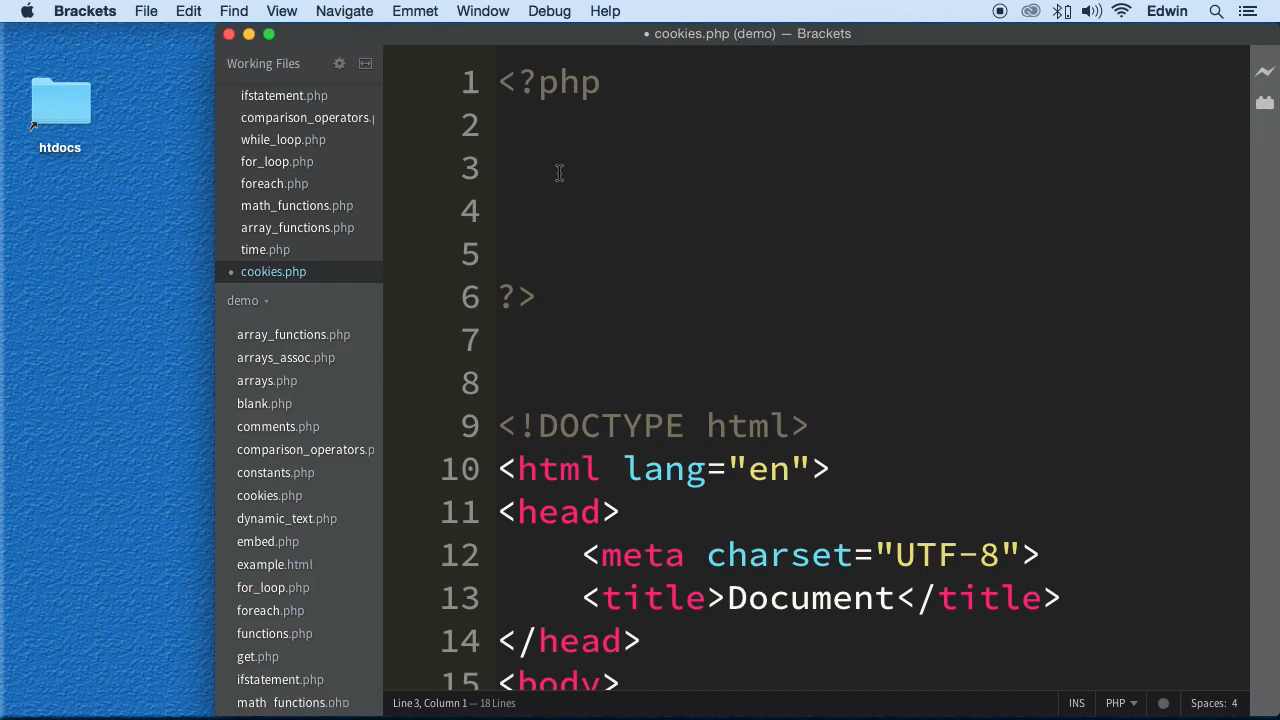 Brackets File Edit Find View Navigate Emmet Window Debug Help Edwin
• cookies.php (demo) — Brackets
htdocs
Working Files
ifstatement.php
comparison_operators.p
while_loop.php
for_loop.php
foreach.php
math_functions.php
array_functions.php
time.php
• cookies.php
demo
array_functions.php
arrays_assoc.php
arrays.php
blank.php
comments.php
comparison_operators.p
constants.php
cookies.php
dynamic_text.php
embed.php
example.html
for_loop.php
foreach.php
functions.php
get.php
ifstatement.php
math_functions.php
1 <?php
2
3
4
5
6 ?>
7
8
9 <!DOCTYPE html>
10 <html lang="en">
11 <head>
12 <meta charset="UTF-8">
13 <title>Document</title>
14 </head>
15 <body>
Line 3, Column 1 — 18 Lines INS PHP Spaces: 4